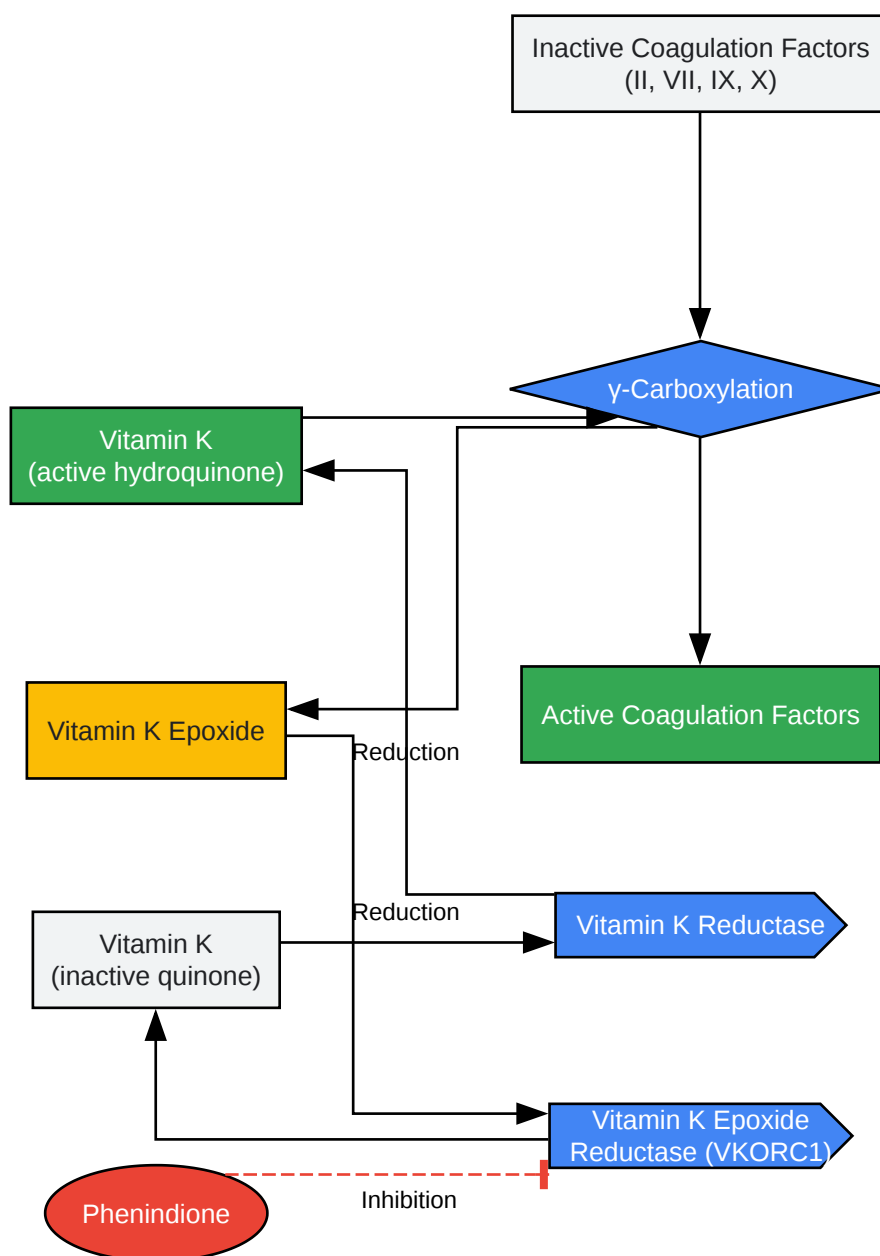 Inactive Coagulation Factors
(II, VII, IX, X)
γ-Carboxylation
Vitamin K
(active hydroquinone)
Vitamin K Epoxide
Active Coagulation Factors
Reduction
Reduction
Vitamin K Reductase
Vitamin K
(inactive quinone)
Vitamin K Epoxide
Reductase (VKORC1)
Inhibition
Phenindione